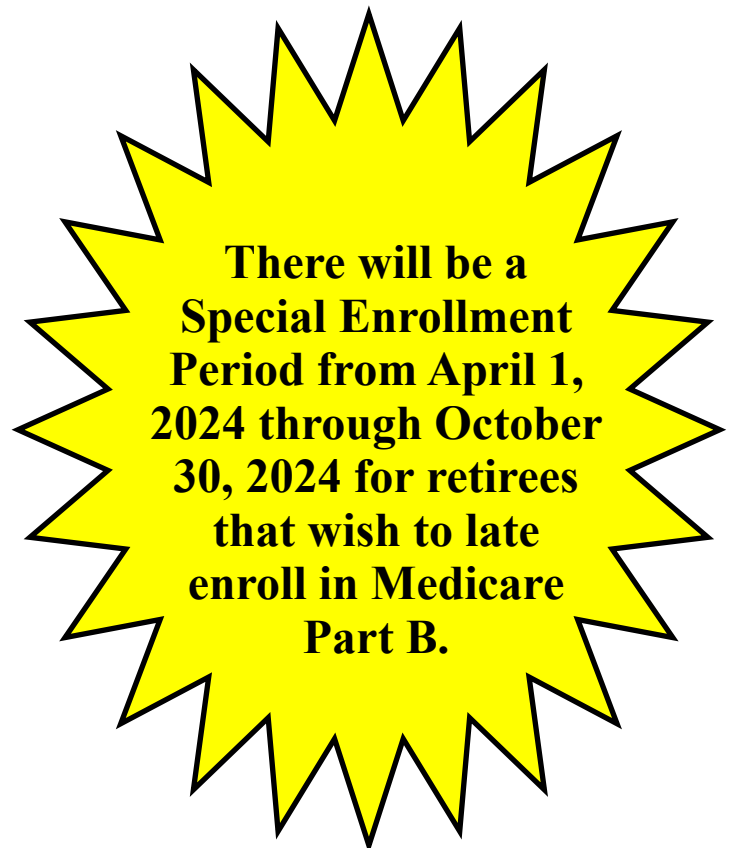 There will be a
Special Enrollment
Period from April 1,
2024 through October
30, 2024 for retirees
that wish to late
enroll in Medicare
Part B.